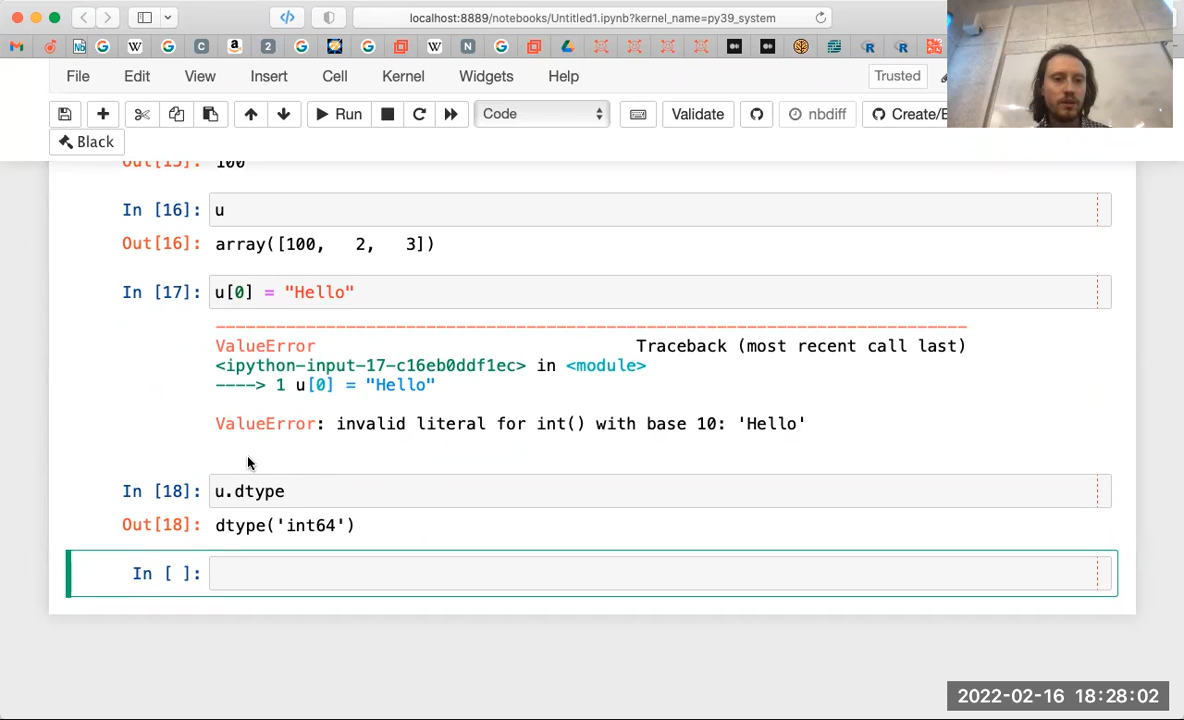 localhost:8889/notebooks/Untitled1.ipynb?kernel_name=py39_system
File Edit View Insert Cell Kernel Widgets Help
Trusted
Run Code Validate nbdiff Create/E
Black
Out[15]: 100
In [16]: u
Out[16]: array([100,   2,   3])
In [17]: u[0] = "Hello"
ValueError Traceback (most recent call last)
<ipython-input-17-c16eb0ddf1ec> in <module>
----> 1 u[0] = "Hello"
ValueError: invalid literal for int() with base 10: 'Hello'
In [18]: u.dtype
Out[18]: dtype('int64')
In [ ]:
2022-02-16 18:28:02